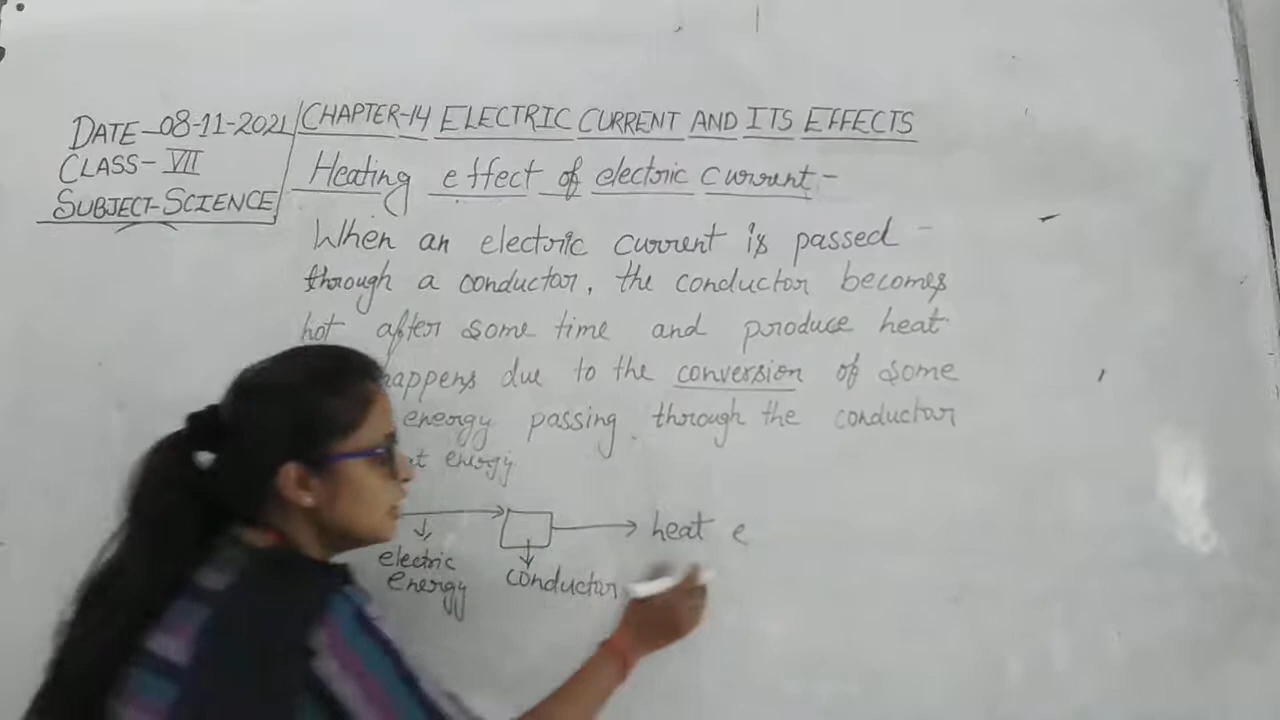 DATE-08-11-2021
CLASS-VII
SUBJECT-SCIENCE
CHAPTER-14 ELECTRIC CURRENT AND ITS EFFECTS
Heating effect of electric current-
When an electric current is passed -
through a conductor, the conductor becomes
hot after some time and produce heat.
happens due to the conversion of some
energy passing through the conductor
energy
heat e
electric
energy
conductor